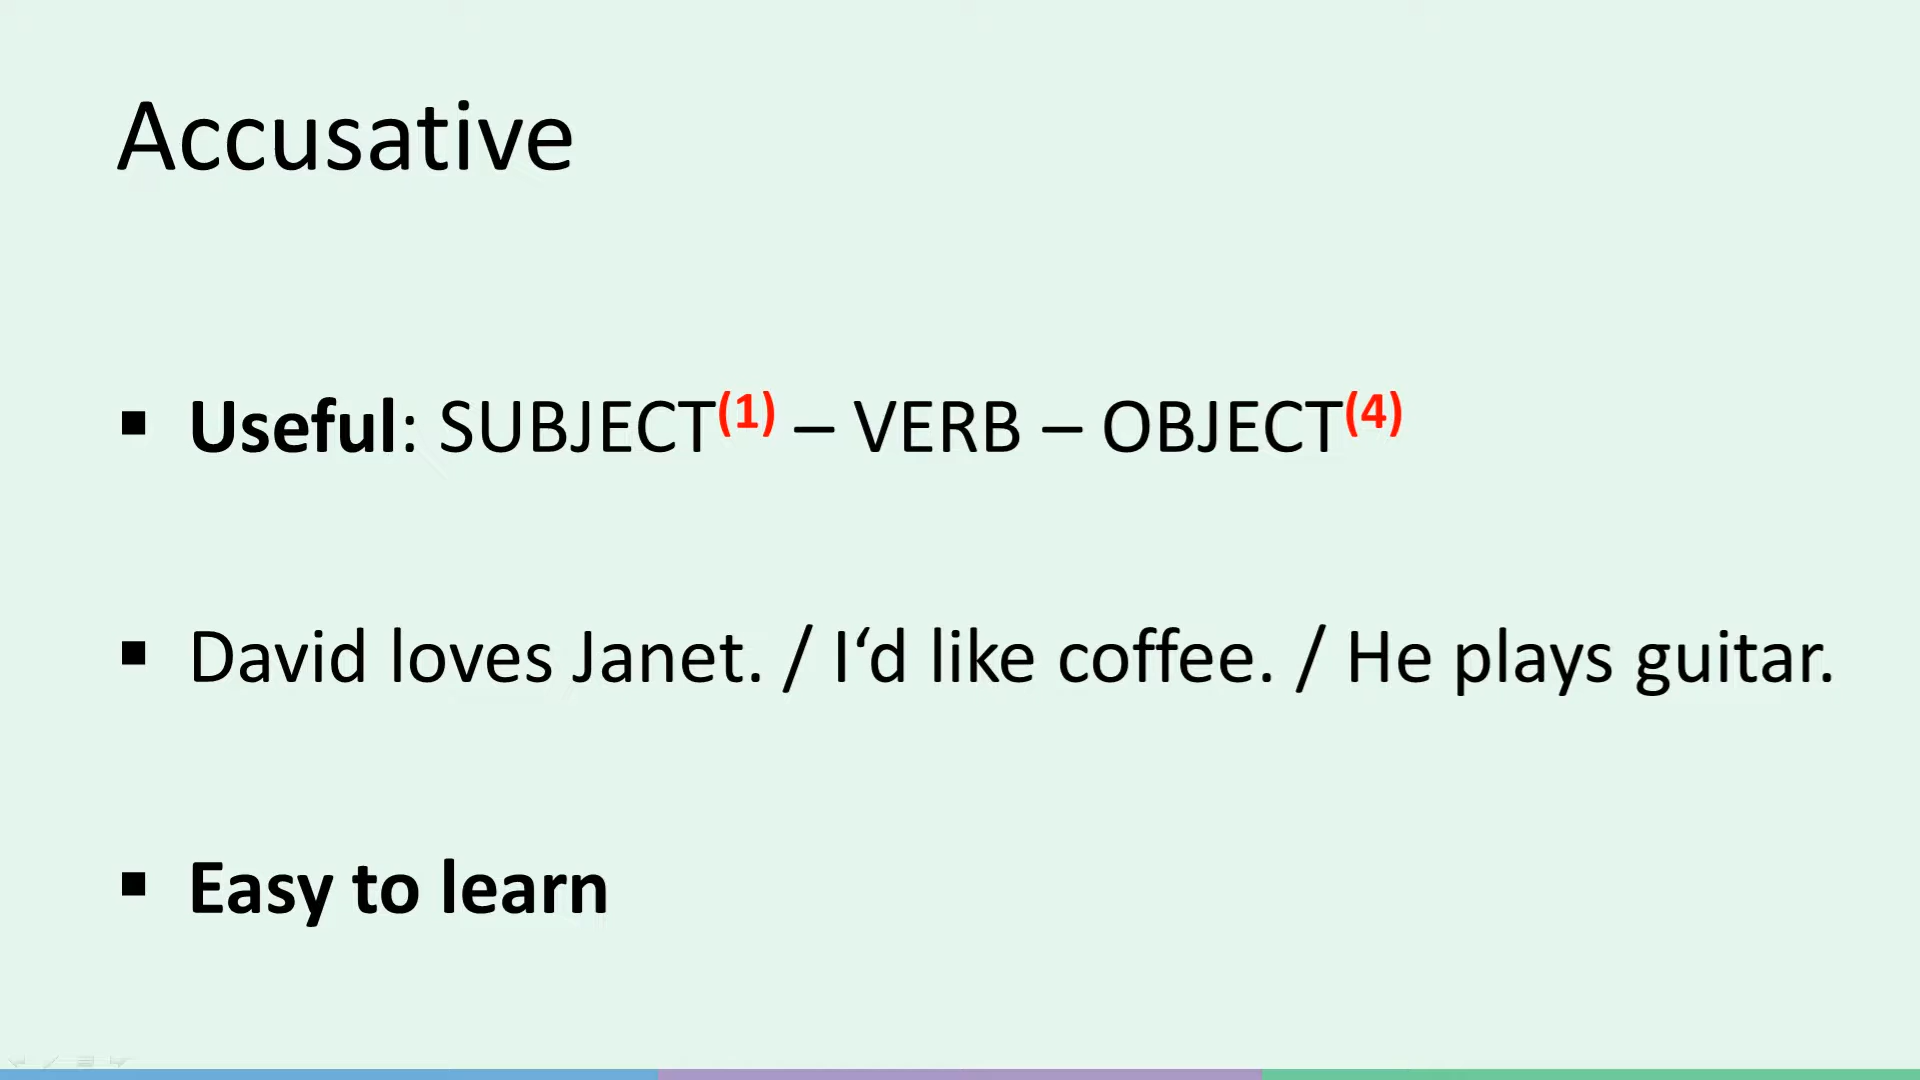 Accusative
▪ Useful: SUBJECT(1) – VERB – OBJECT(4)
▪ David loves Janet. / I‘d like coffee. / He plays guitar.
▪ Easy to learn